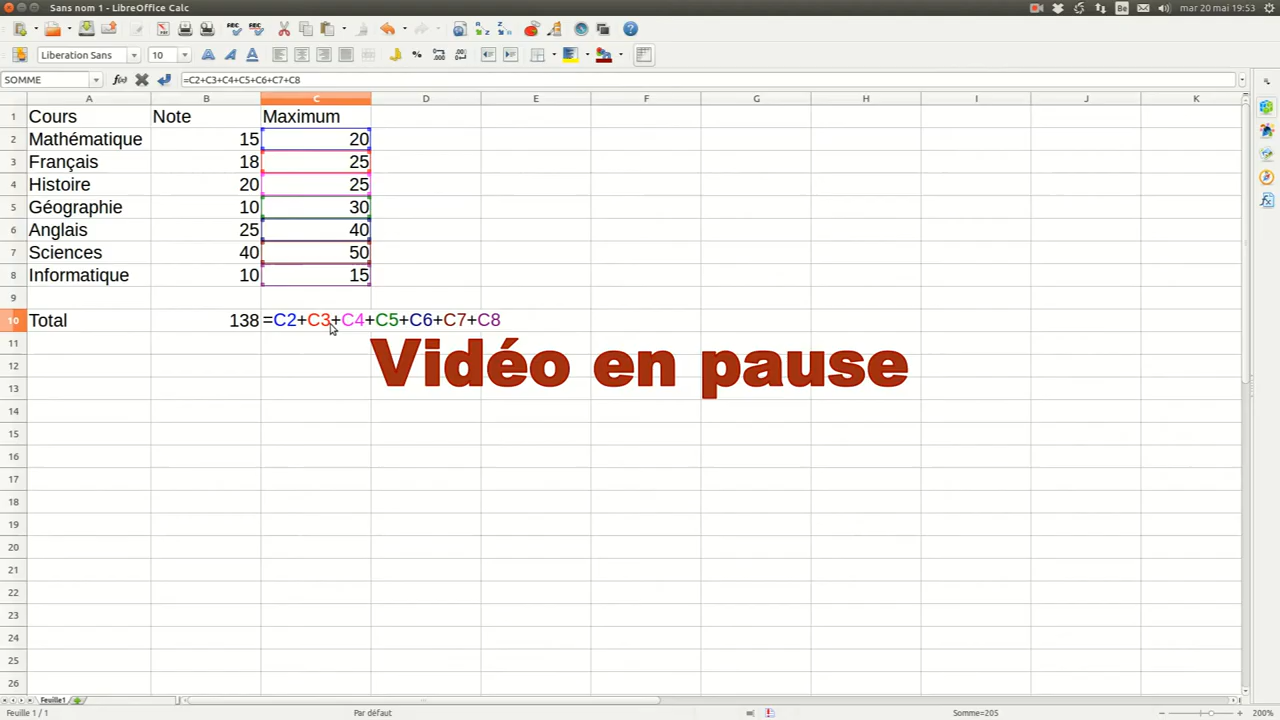 Sans nom 1 - LibreOffice Calc
Be
mar 20 mai 19:53
Liberation Sans
10
SOMME
=C2+C3+C4+C5+C6+C7+C8
A B C D E F G H I J K
1 Cours Note Maximum
2 Mathématique 15 20
3 Français 18 25
4 Histoire 20 25
5 Géographie 10 30
6 Anglais 25 40
7 Sciences 40 50
8 Informatique 10 15
9
10 Total 138 =C2+C3+C4+C5+C6+C7+C8
11
12
Vidéo en pause
13
14
15
16
17
18
19
20
21
22
23
24
25
26
Feuille1
Feuille 1 / 1 Par défaut Somme=205 200%